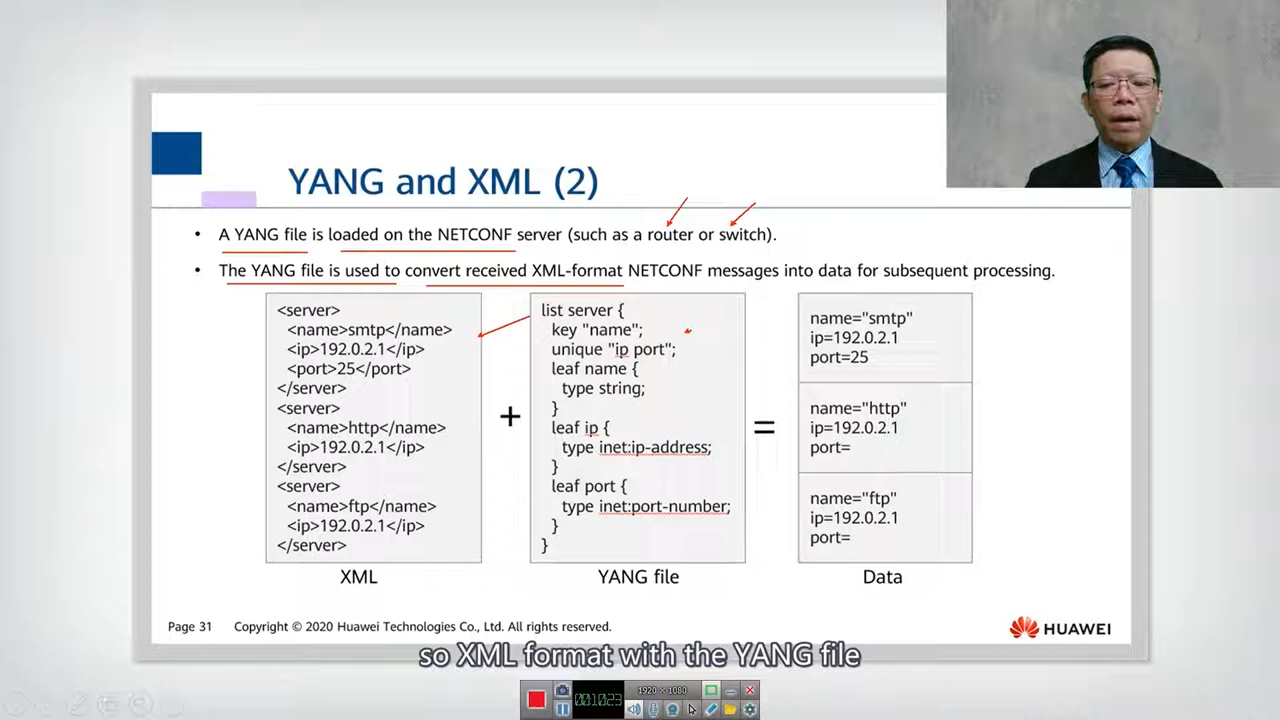 YANG and XML (2)
• A YANG file is loaded on the NETCONF server (such as a router or switch).
• The YANG file is used to convert received XML-format NETCONF messages into data for subsequent processing.
<server>
<name>smtp</name>
<ip>192.0.2.1</ip>
<port>25</port>
</server>
<server>
<name>http</name>
<ip>192.0.2.1</ip>
</server>
<server>
<name>ftp</name>
<ip>192.0.2.1</ip>
</server>
XML
+
list server {
key "name";
unique "ip port";
leaf name {
type string;
}
leaf ip {
type inet:ip-address;
}
leaf port {
type inet:port-number;
}
}
YANG file
=
name="smtp"
ip=192.0.2.1
port=25
name="http"
ip=192.0.2.1
port=
name="ftp"
ip=192.0.2.1
port=
Data
Page 31 Copyright © 2020 Huawei Technologies Co., Ltd. All rights reserved.
HUAWEI
so XML format with the YANG file
1920 × 1080